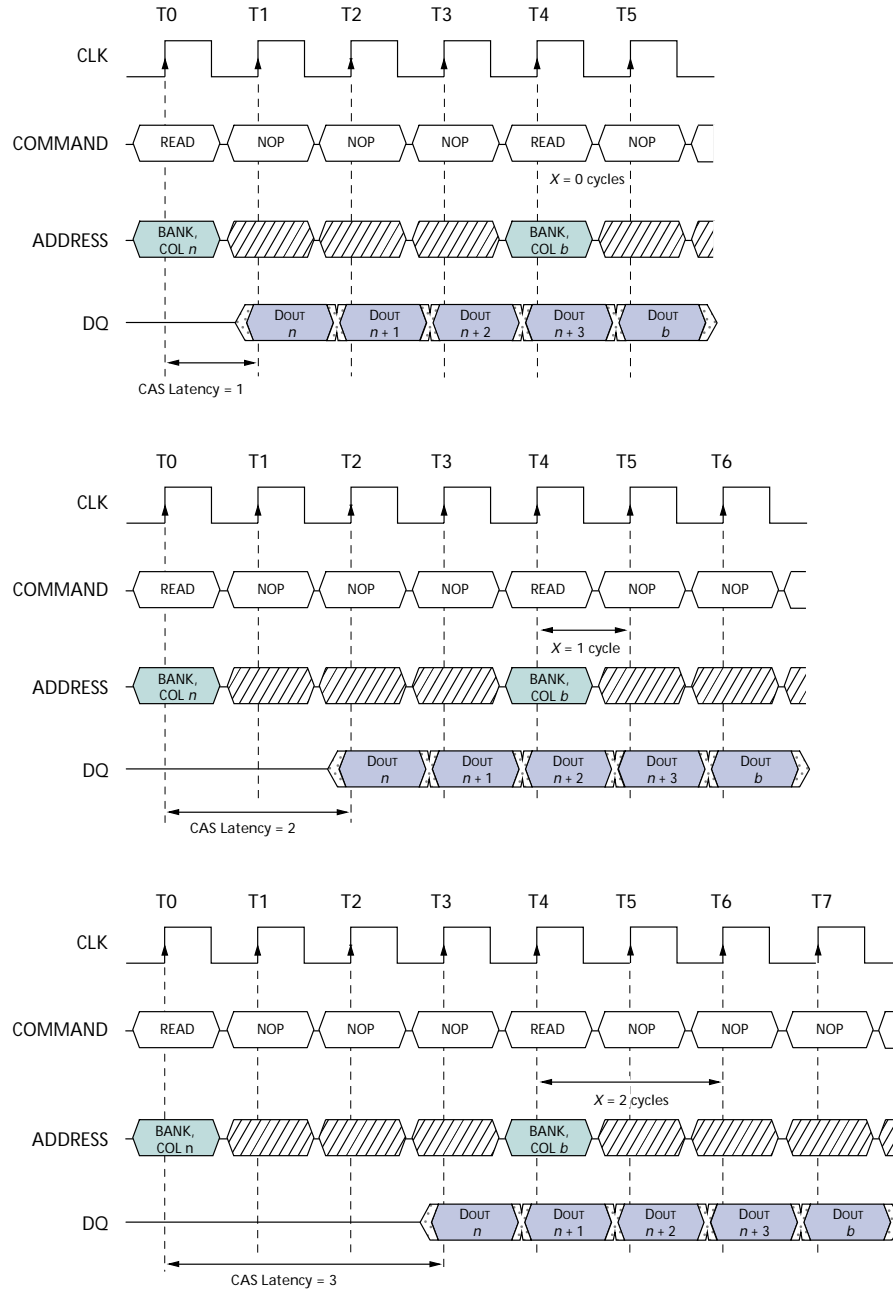 T0 T1 T2 T3 T4 T5
CLK
COMMAND READ NOP NOP NOP READ NOP
X = 0 cycles
ADDRESS BANK, COL n BANK, COL b
DQ DOUT n DOUT n + 1 DOUT n + 2 DOUT n + 3 DOUT b
CAS Latency = 1
T0 T1 T2 T3 T4 T5 T6
CLK
COMMAND READ NOP NOP NOP READ NOP NOP
X = 1 cycle
ADDRESS BANK, COL n BANK, COL b
DQ DOUT n DOUT n + 1 DOUT n + 2 DOUT n + 3 DOUT b
CAS Latency = 2
T0 T1 T2 T3 T4 T5 T6 T7
CLK
COMMAND READ NOP NOP NOP READ NOP NOP NOP
X = 2 cycles
ADDRESS BANK, COL n BANK, COL b
DQ DOUT n DOUT n + 1 DOUT n + 2 DOUT n + 3 DOUT b
CAS Latency = 3